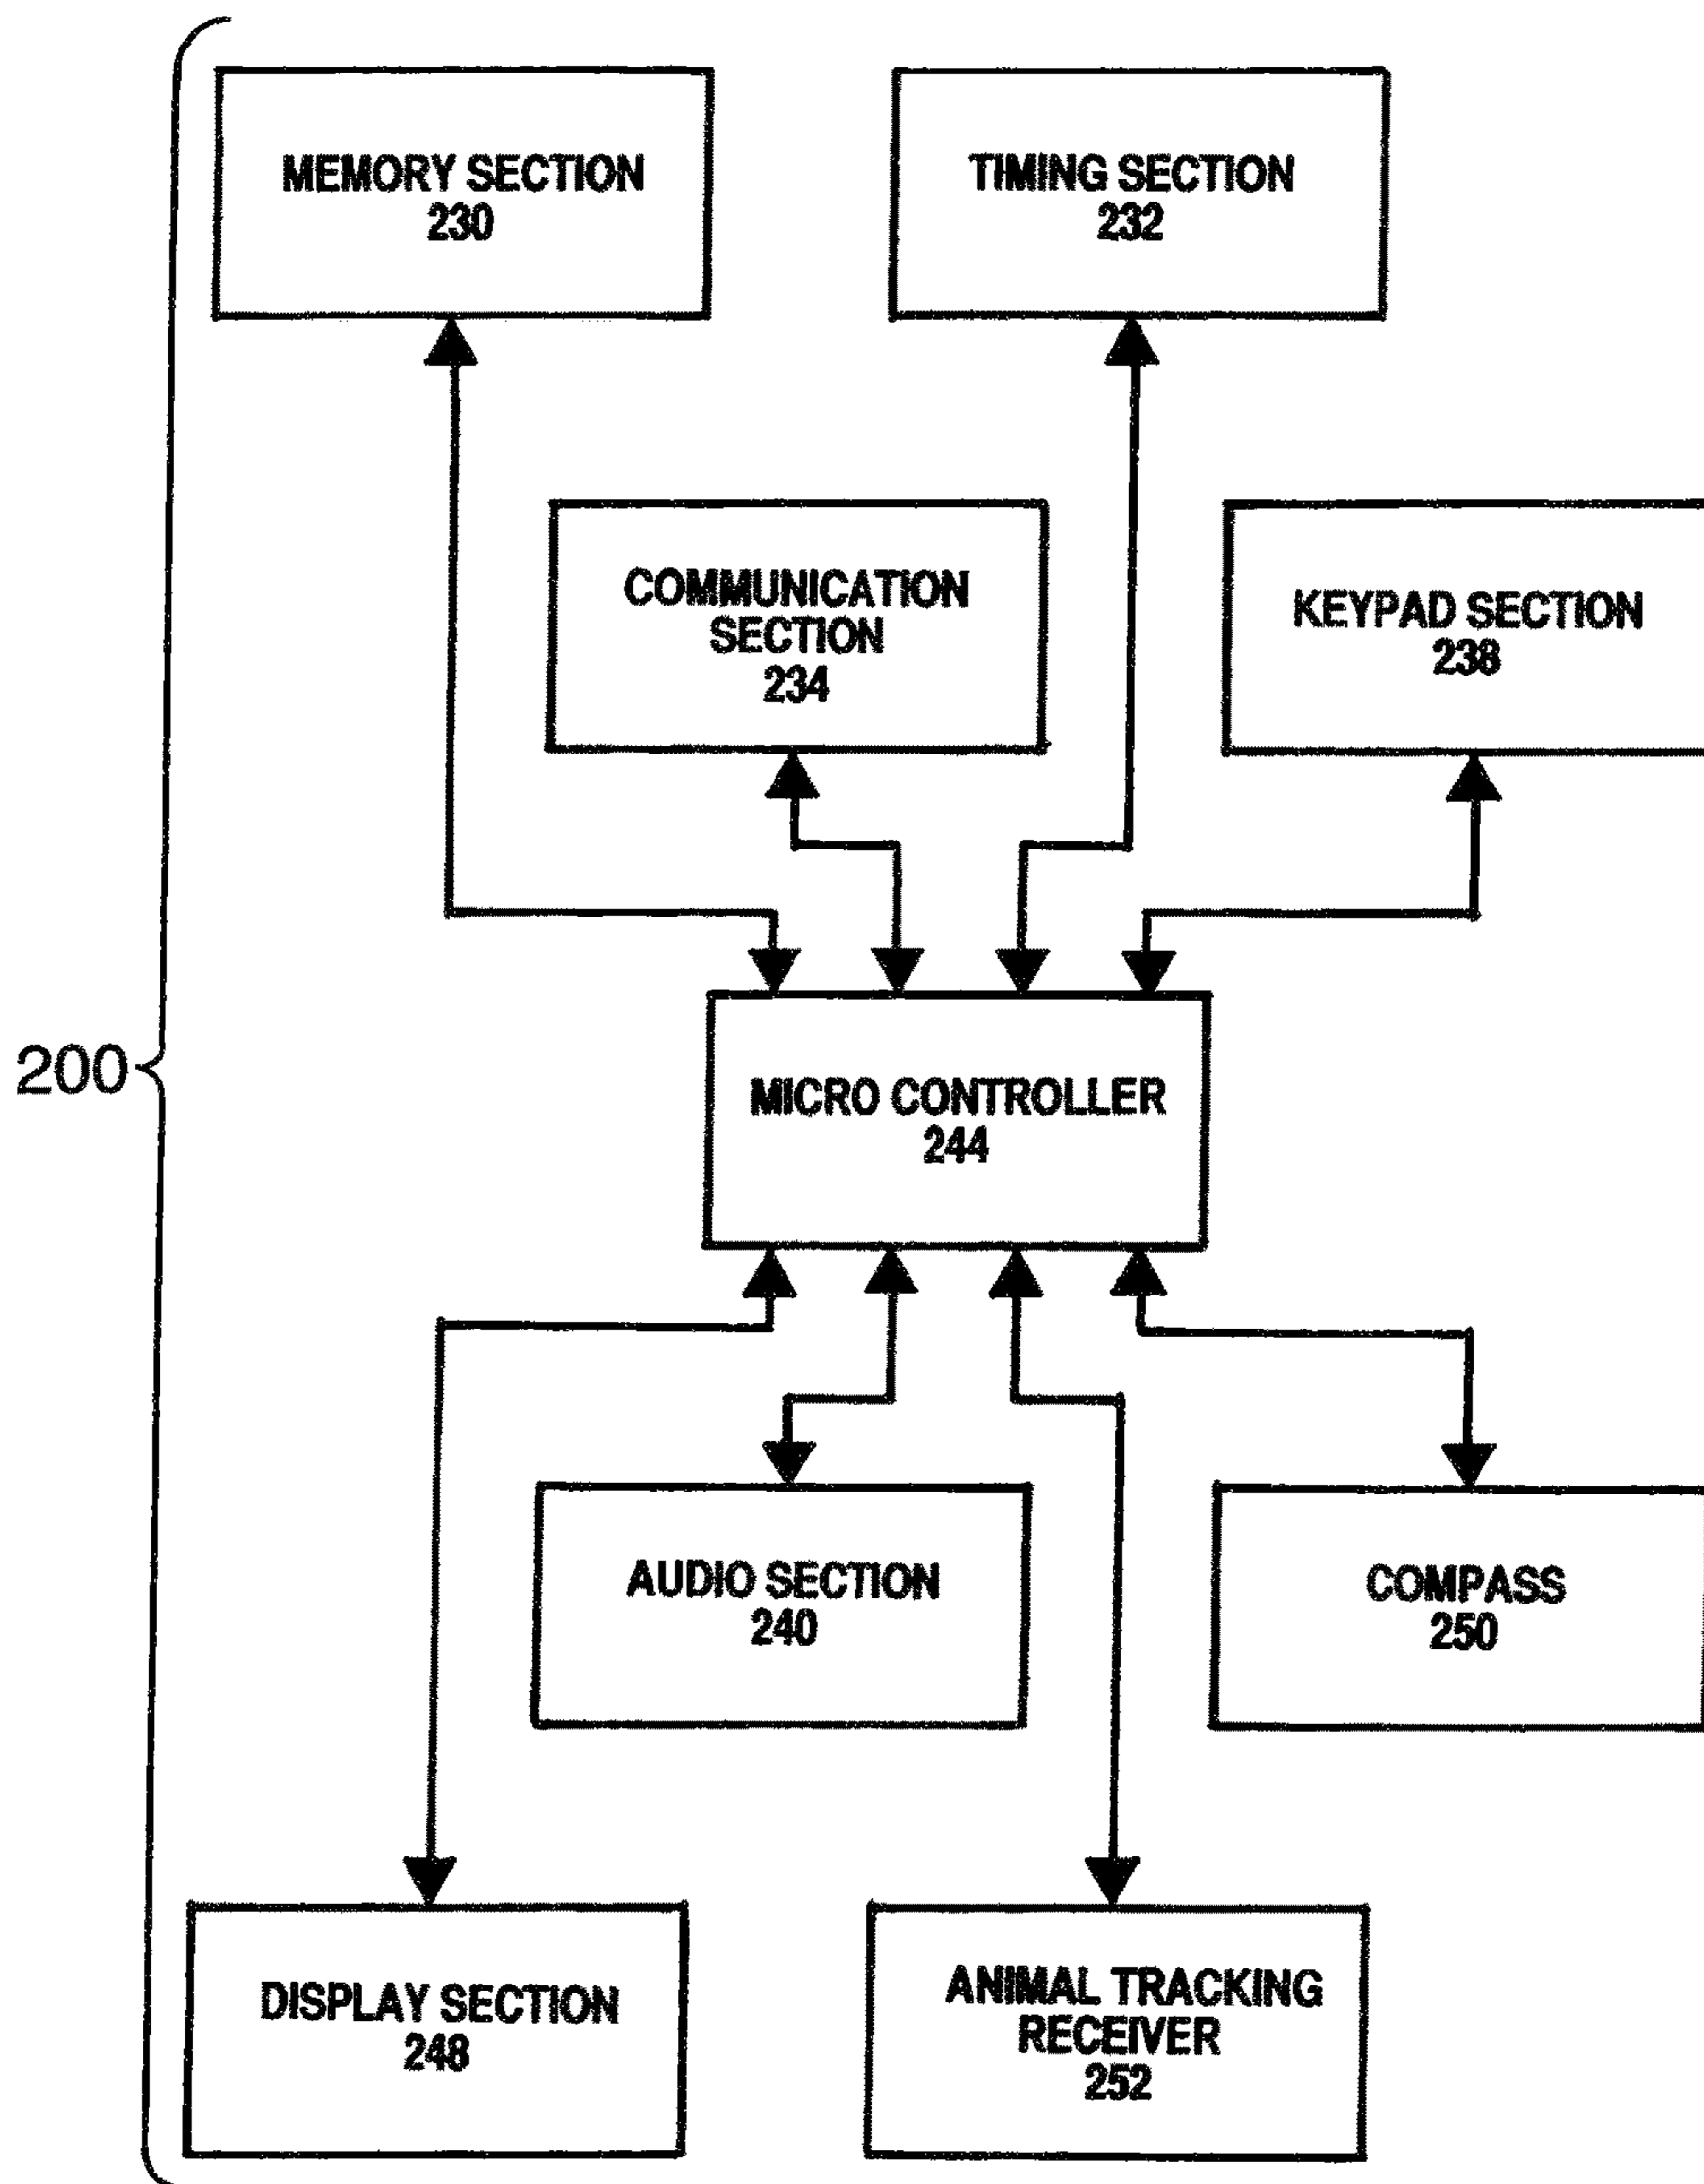 MEMORY SECTION
230
TIMING SECTION
232
COMMUNICATION
SECTION
234
KEYPAD SECTION
238
200
MICRO CONTROLLER
244
AUDIO SECTION
240
COMPASS
250
DISPLAY SECTION
248
ANIMAL TRACKING
RECEIVER
252